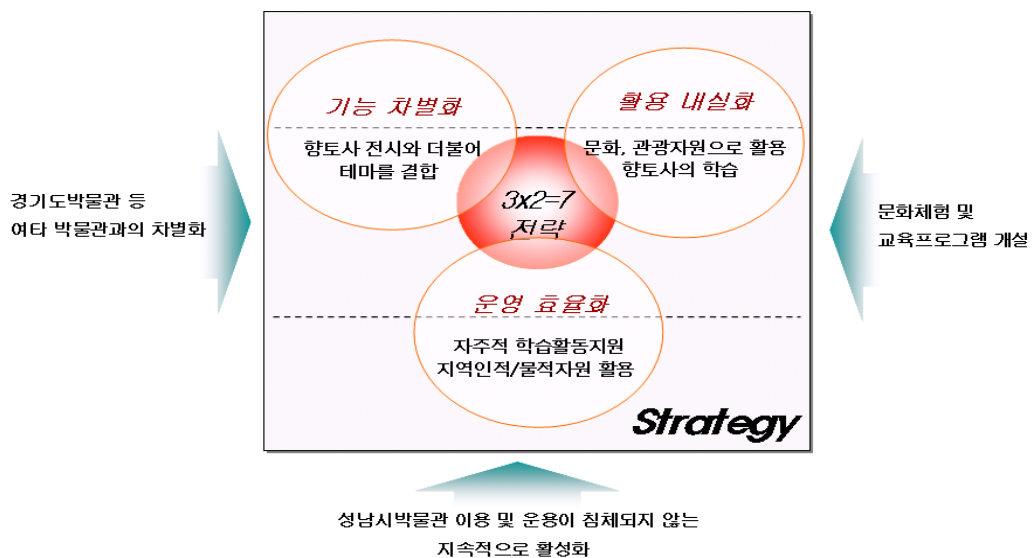 기능 차별화
향토사 전시와 더불어
테마를 결합
활용 내실화
문화, 관광자원으로 활용
향토사의 학습
3x2=7
전략
경기도박물관 등
여타 박물관과의 차별화
문화체험 및
교육프로그램 개설
운영 효율화
자주적 학습활동지원
지역인적/물적자원 활용
Strategy
성남시박물관 이용 및 운용이 침체되지 않는
지속적으로 활성화